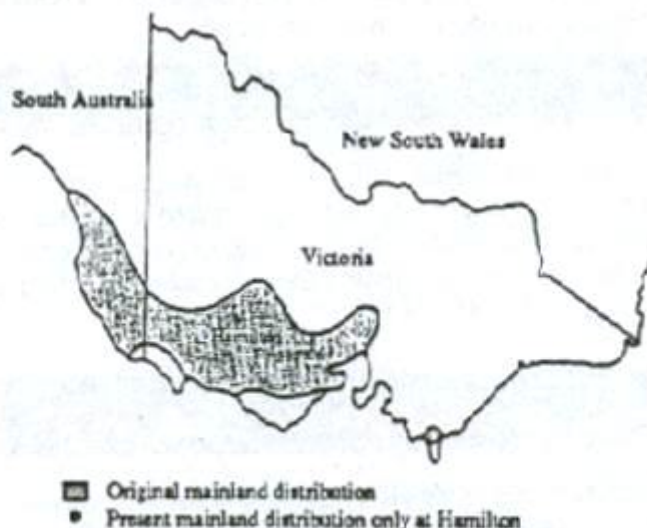 South Australia
New South Wales
Victoria
Original mainland distribution
Present mainland distribution only at Hamilton